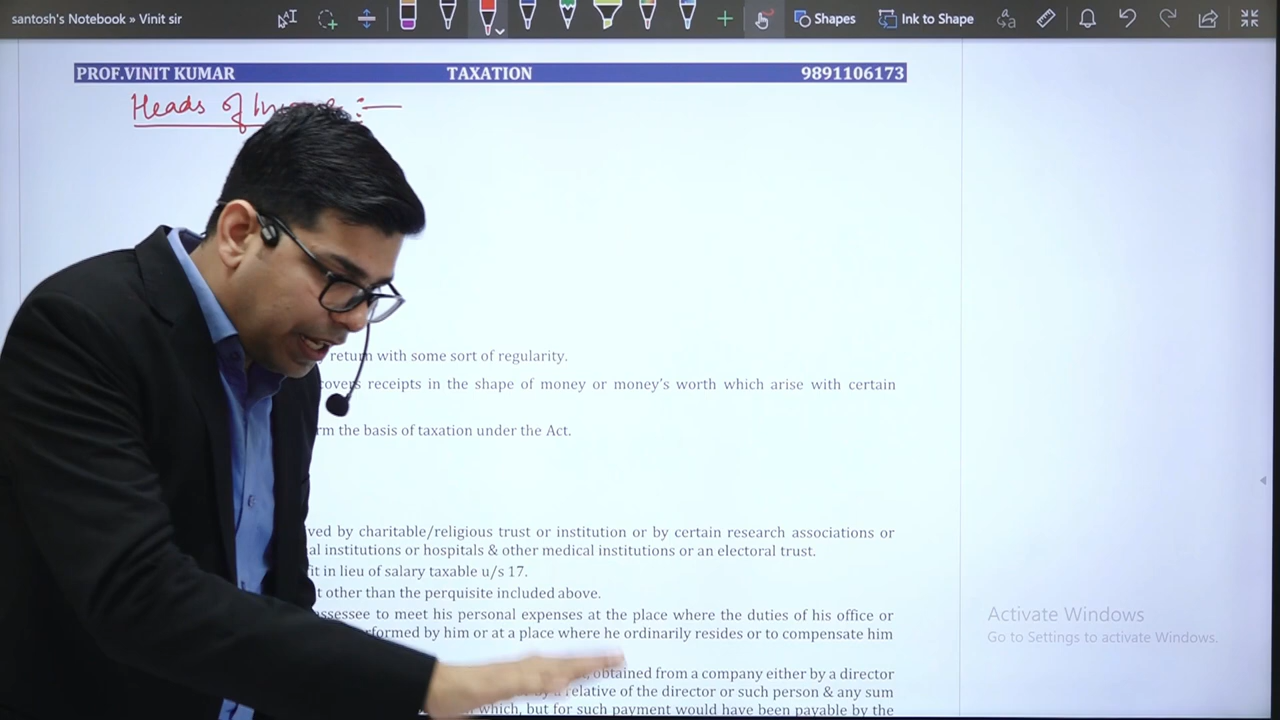 santosh's Notebook » Vinit sir
Shapes
Ink to Shape
PROF.VINIT KUMAR TAXATION 9891106173
Heads of :—
return with some sort of regularity.
covers receipts in the shape of money or money's worth which arise with certain
the basis of taxation under the Act.
by charitable/religious trust or institution or by certain research associations or
institutions or hospitals & other medical institutions or an electoral trust.
in lieu of salary taxable u/s 17.
other than the perquisite included above.
assessee to meet his personal expenses at the place where the duties of his office or
by him or at a place where he ordinarily resides or to compensate him
Activate Windows
Go to Settings to activate Windows.
obtained from a company either by a director
relative of the director or such person & any sum
which, but for such payment would have been payable by the